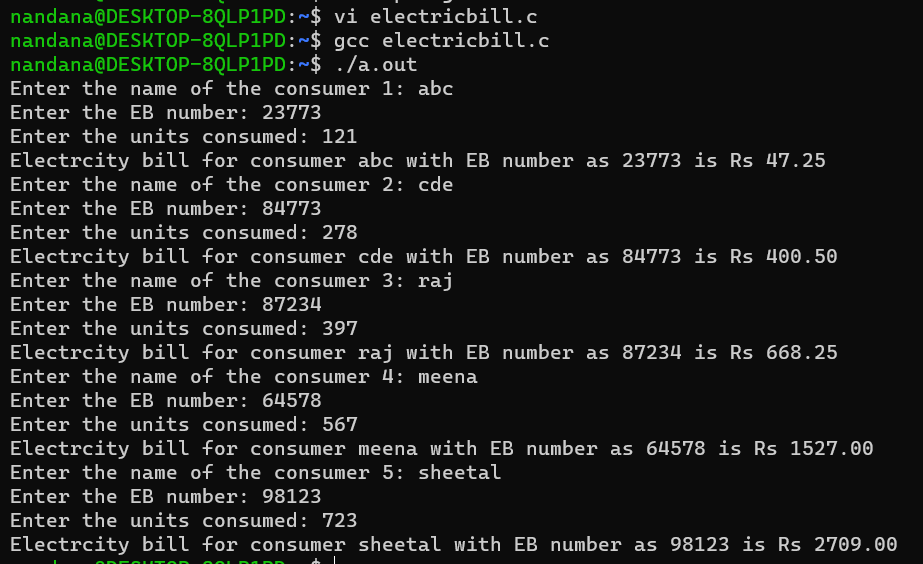 nandana@DESKTOP-8QLP1PD:~$ vi electricbill.c
nandana@DESKTOP-8QLP1PD:~$ gcc electricbill.c
nandana@DESKTOP-8QLP1PD:~$ ./a.out
Enter the name of the consumer 1: abc
Enter the EB number: 23773
Enter the units consumed: 121
Electrcity bill for consumer abc with EB number as 23773 is Rs 47.25
Enter the name of the consumer 2: cde
Enter the EB number: 84773
Enter the units consumed: 278
Electrcity bill for consumer cde with EB number as 84773 is Rs 400.50
Enter the name of the consumer 3: raj
Enter the EB number: 87234
Enter the units consumed: 397
Electrcity bill for consumer raj with EB number as 87234 is Rs 668.25
Enter the name of the consumer 4: meena
Enter the EB number: 64578
Enter the units consumed: 567
Electrcity bill for consumer meena with EB number as 64578 is Rs 1527.00
Enter the name of the consumer 5: sheetal
Enter the EB number: 98123
Enter the units consumed: 723
Electrcity bill for consumer sheetal with EB number as 98123 is Rs 2709.00